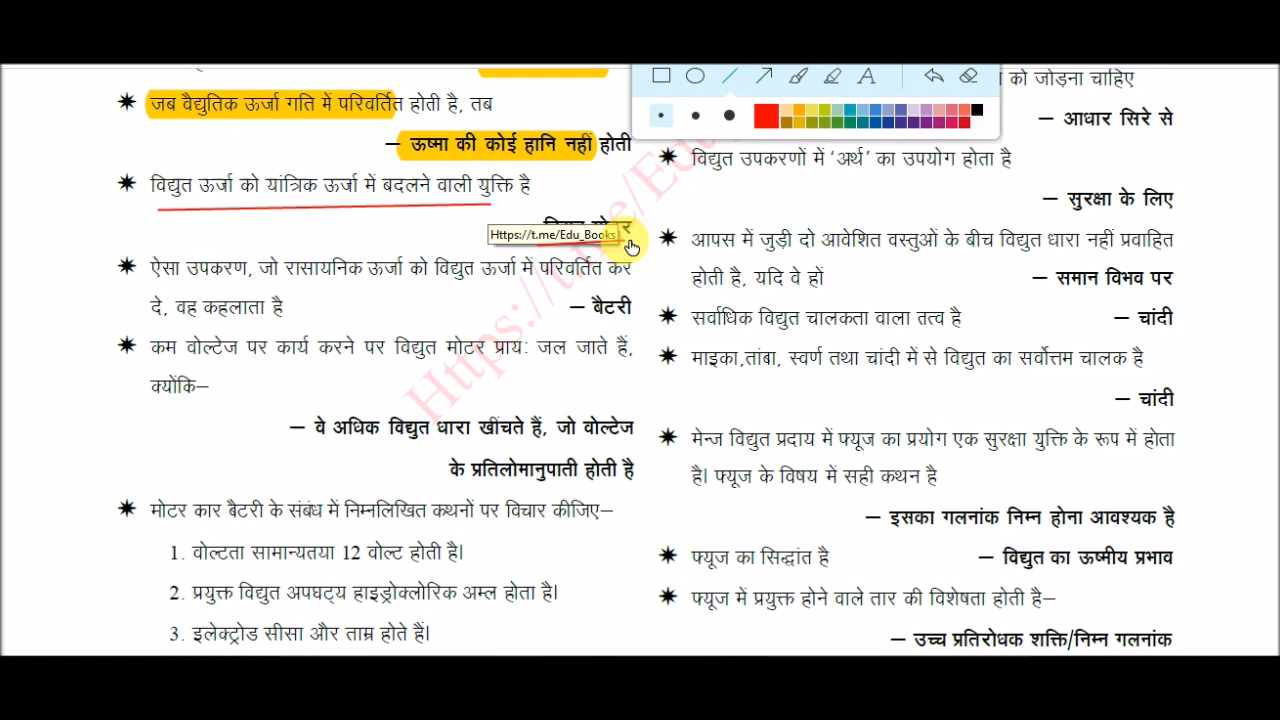 ✷ जब वैद्युतिक ऊर्जा गति में परिवर्तित होती है, तब
– ऊष्मा की कोई हानि नहीं होती
✷ विद्युत ऊर्जा को यांत्रिक ऊर्जा में बदलने वाली युक्ति है
Https://t.me/Edu_Books
✷ ऐसा उपकरण, जो रासायनिक ऊर्जा को विद्युत ऊर्जा में परिवर्तित कर
दे, वह कहलाता है – बैटरी
✷ कम वोल्टेज पर कार्य करने पर विद्युत मोटर प्राय: जल जाते हैं,
क्योंकि–
– वे अधिक विद्युत धारा खींचते हैं, जो वोल्टेज
के प्रतिलोमानुपाती होती है
✷ मोटर कार बैटरी के संबंध में निम्नलिखित कथनों पर विचार कीजिए–
1. वोल्टता सामान्यतया 12 वोल्ट होती है।
2. प्रयुक्त विद्युत अपघट्य हाइड्रोक्लोरिक अम्ल होता है।
3. इलेक्ट्रोड सीसा और ताम्र होते हैं।
A
को जोड़ना चाहिए
– आधार सिरे से
✷ विद्युत उपकरणों में ‘अर्थ’ का उपयोग होता है
– सुरक्षा के लिए
✷ आपस में जुड़ी दो आवेशित वस्तुओं के बीच विद्युत धारा नहीं प्रवाहित
होती है, यदि वे हों – समान विभव पर
✷ सर्वाधिक विद्युत चालकता वाला तत्व है – चांदी
✷ माइका,तांबा, स्वर्ण तथा चांदी में से विद्युत का सर्वोत्तम चालक है
– चांदी
✷ मेन्ज विद्युत प्रदाय में फ्यूज का प्रयोग एक सुरक्षा युक्ति के रूप में होता
है। फ्यूज के विषय में सही कथन है
– इसका गलनांक निम्न होना आवश्यक है
✷ फ्यूज का सिद्धांत है – विद्युत का ऊष्मीय प्रभाव
✷ फ्यूज में प्रयुक्त होने वाले तार की विशेषता होती है–
– उच्च प्रतिरोधक शक्ति/निम्न गलनांक